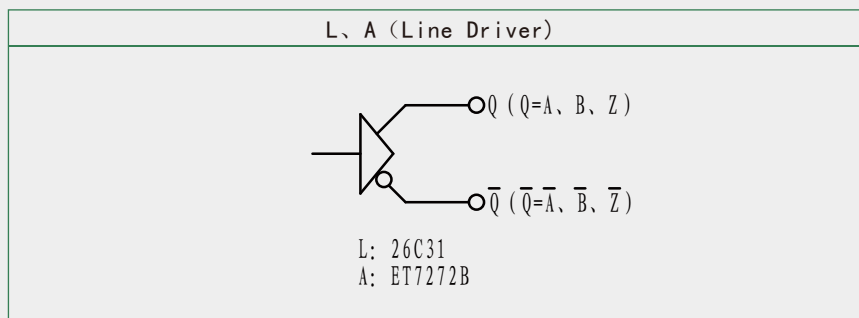 L、A（Line Driver）
Q（Q=A、B、Z）
Q̅（Q̅=A̅、B̅、Z̅）
L: 26C31
A: ET7272B